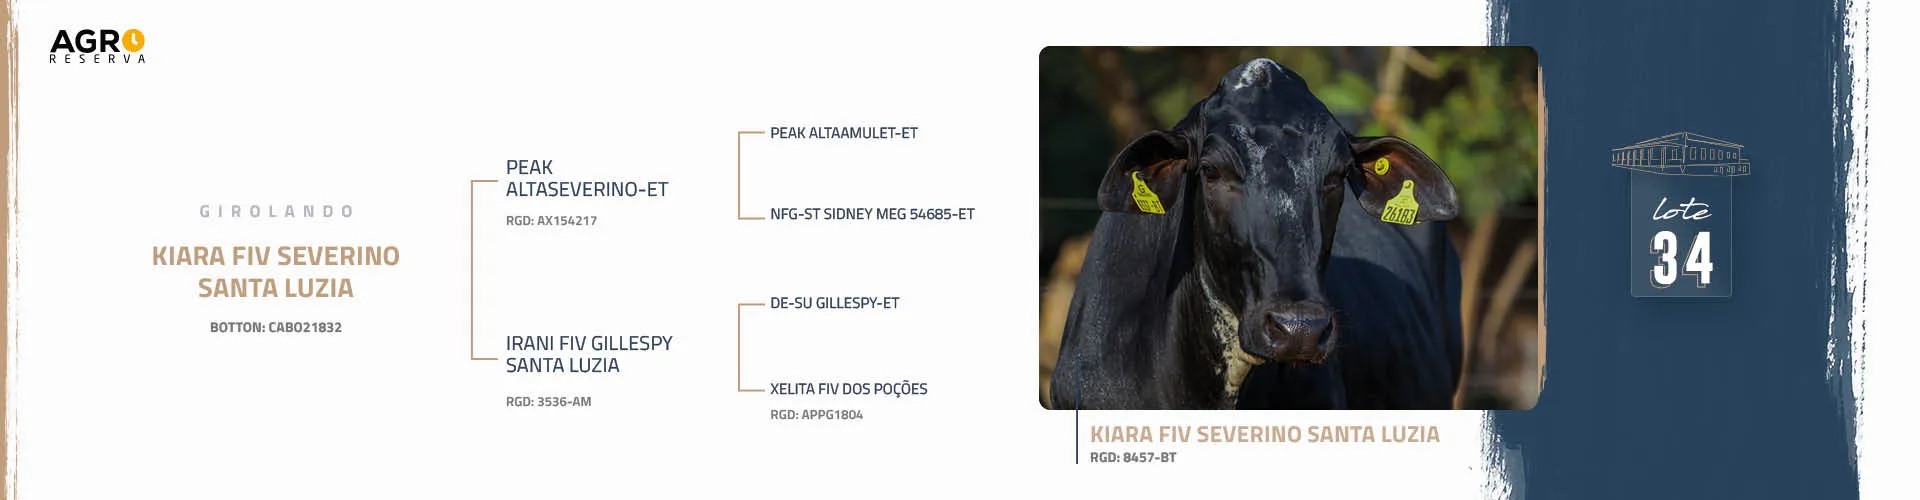 AGRO
RESERVA
GIROLANDO
KIARA FIV SEVERINO
SANTA LUZIA
BOTTON: CABO21832
PEAK
ALTASEVERINO-ET
RGD: AX154217
IRANI FIV GILLESPY
SANTA LUZIA
RGD: 3536-AM
PEAK ALTAAMULET-ET
NFG-ST SIDNEY MEG 54685-ET
DE-SU GILLESPY-ET
XELITA FIV DOS POÇÕES
RGD: APPG1804
G
26183
KIARA FIV SEVERINO SANTA LUZIA
RGD: 8457-BT
lote
34